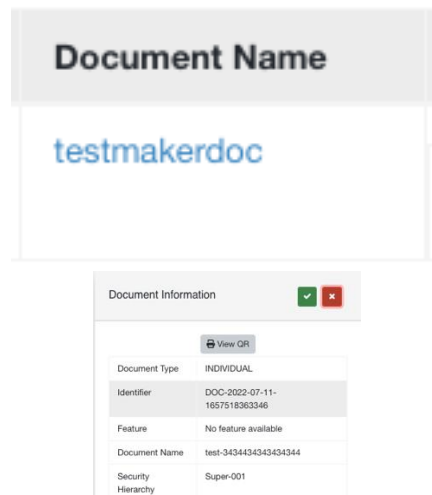 Document Name
testmakerdoc
Document Information
View QR
Document Type INDIVIDUAL
Identifier DOC-2022-07-11-
1657518363346
Feature No feature available
Document Name test-3434434343434344
Security Super-001
Hierarchy